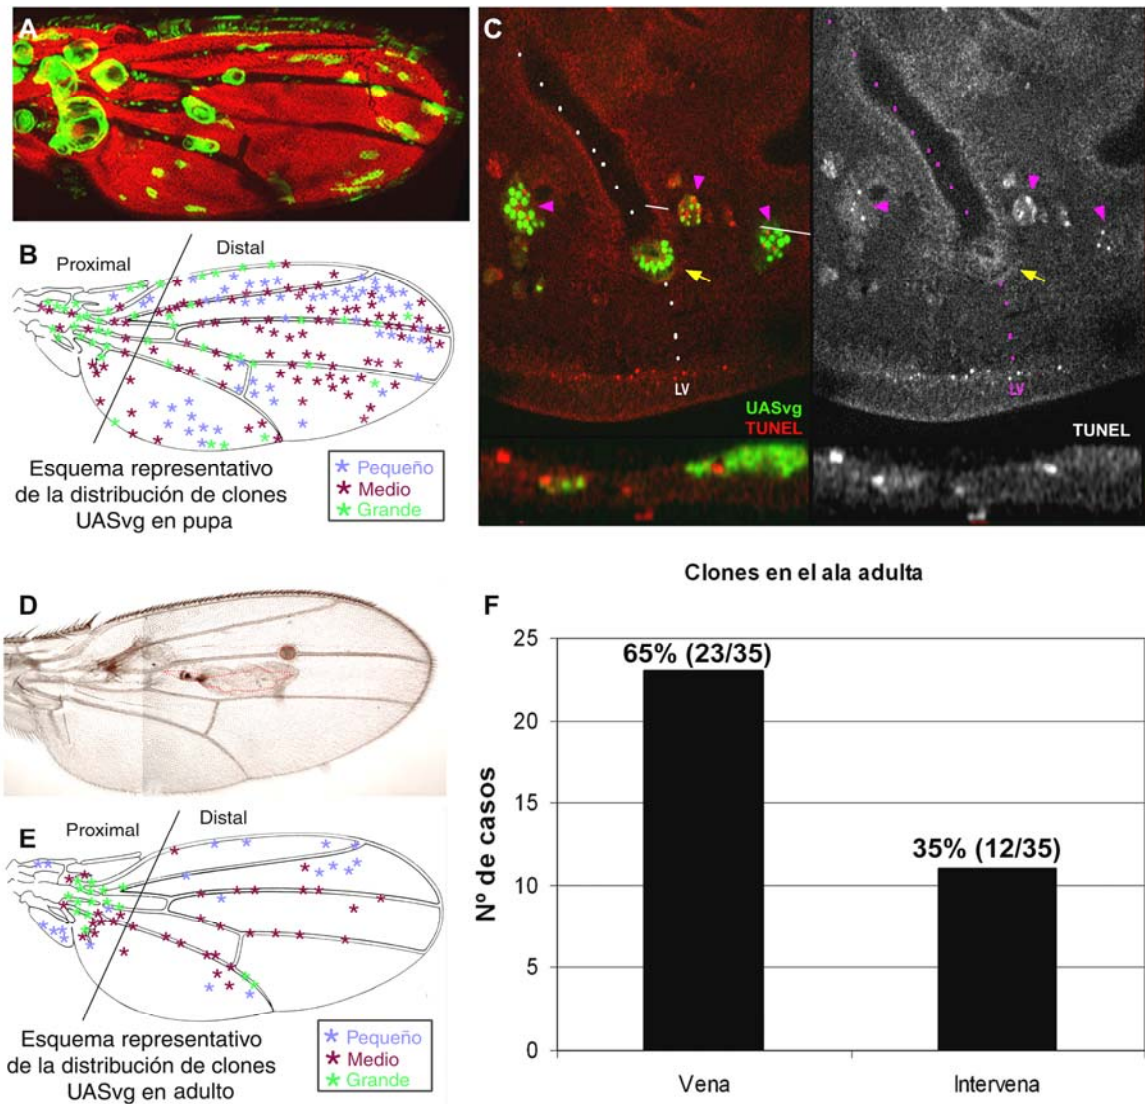 A
B
Proximal
Distal
Esquema representativo
de la distribución de clones
UASvg en pupa
* Pequeño
* Medio
* Grande
C
LV
UASvg
TUNEL
LV
TUNEL
D
E
Proximal
Distal
Esquema representativo
de la distribución de clones
UASvg en adulto
* Pequeño
* Medio
* Grande
Clones en el ala adulta
F
Nº de casos
25
20
15
10
5
0
65% (23/35)
35% (12/35)
Vena
Intervena